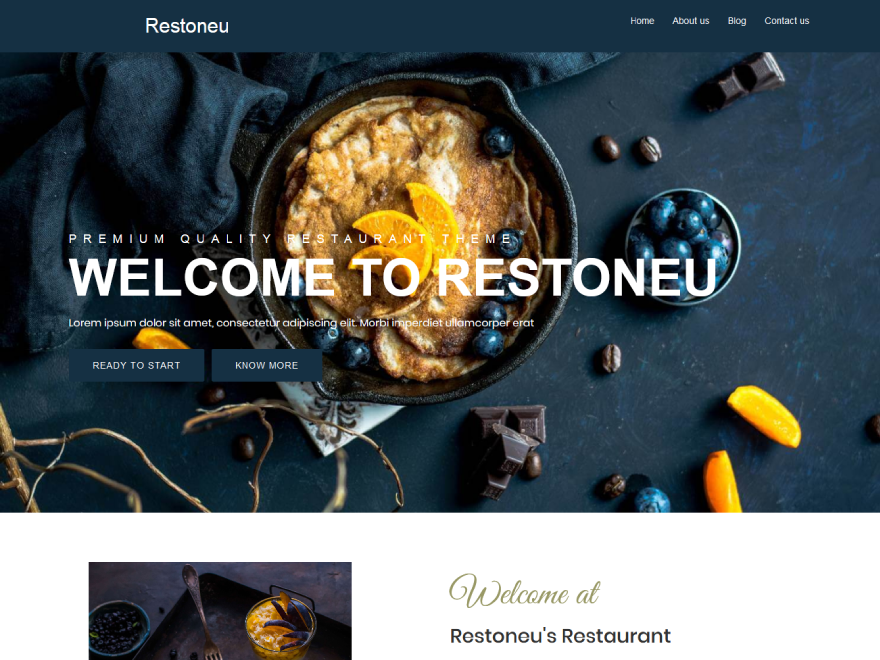 Restoneu
Home About us Blog Contact us
PREMIUM QUALITY RESTAURANT THEME
WELCOME TO RESTONEU
Lorem ipsum dolor sit amet, consectetur adipiscing elit. Morbi imperdiet ullamcorper erat
READY TO START KNOW MORE
Welcome at
Restoneu's Restaurant